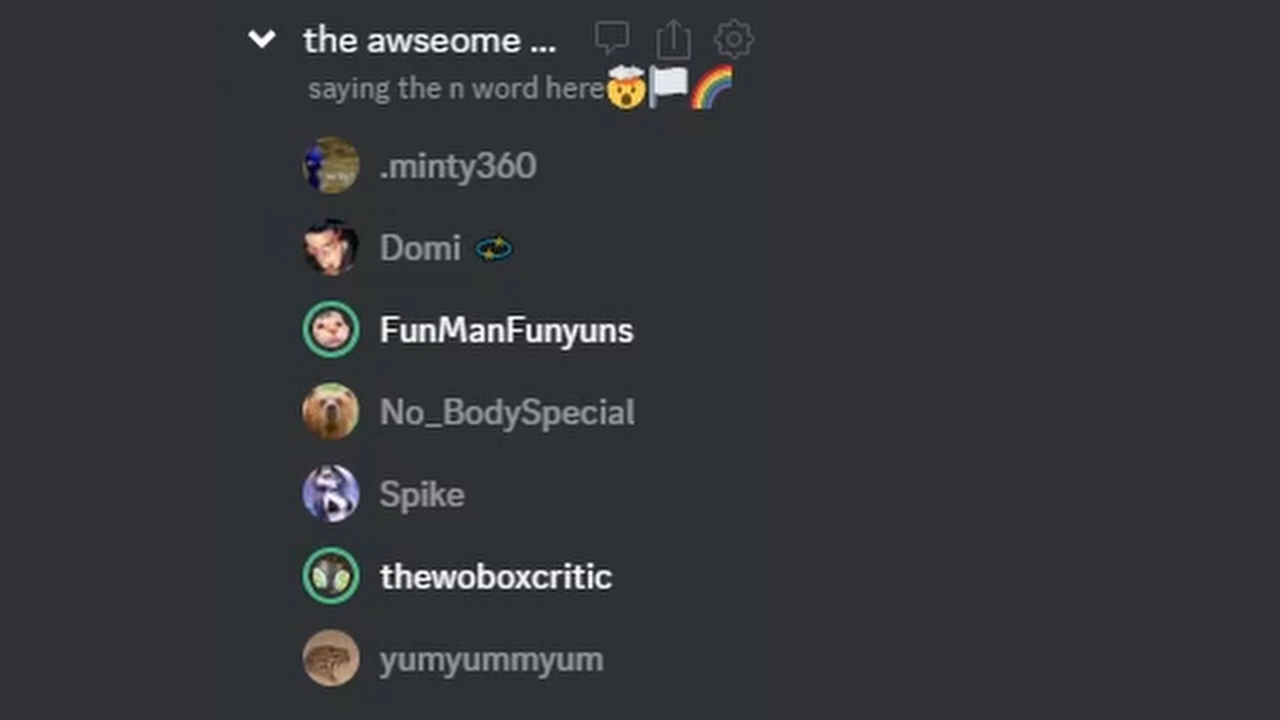 the awseome ...
saying the n word here🤯🏳🌈
.minty360
Domi 💫
FunManFunyuns
No_BodySpecial
Spike
thewoboxcritic
yumyummyum